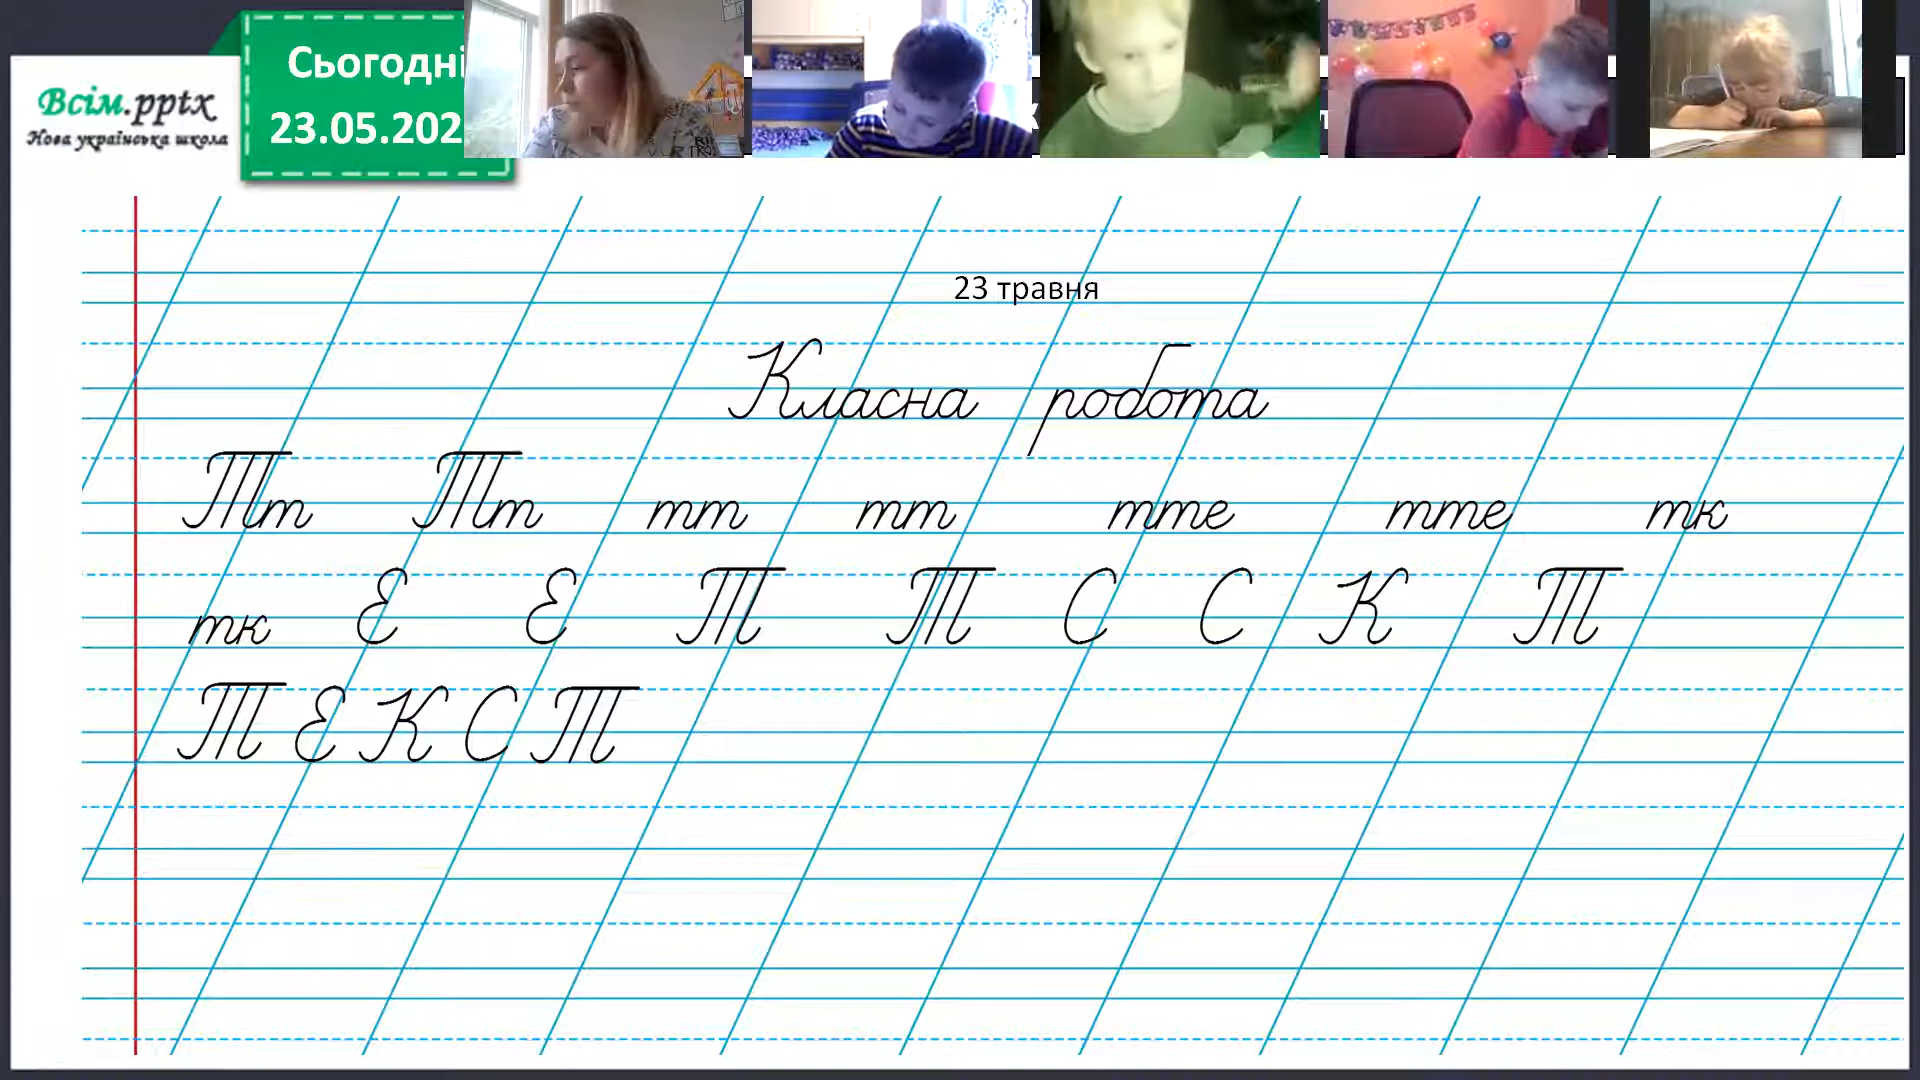 Всім.pptx
Нова українська школа
Сьогодні
23.05.202
23 травня
Класна робота
Тт Тт тт тт тте тте тк
тк Е Е Т Т С С К Т
Т Е К С Т